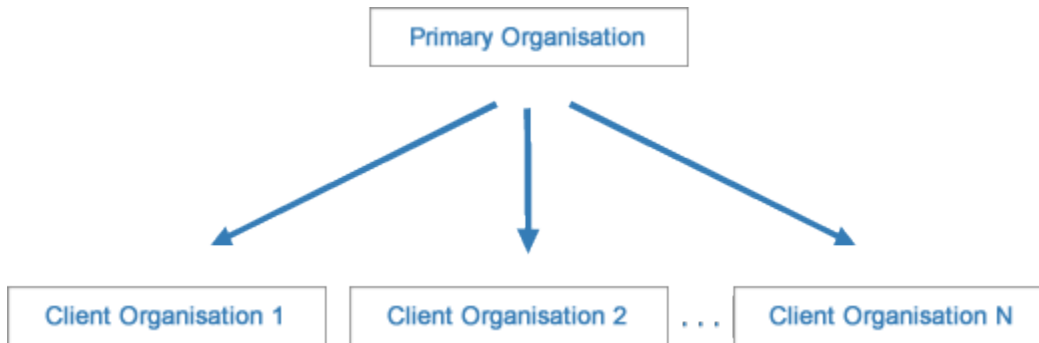 Primary Organisation
Client Organisation 1
Client Organisation 2
. . .
Client Organisation N